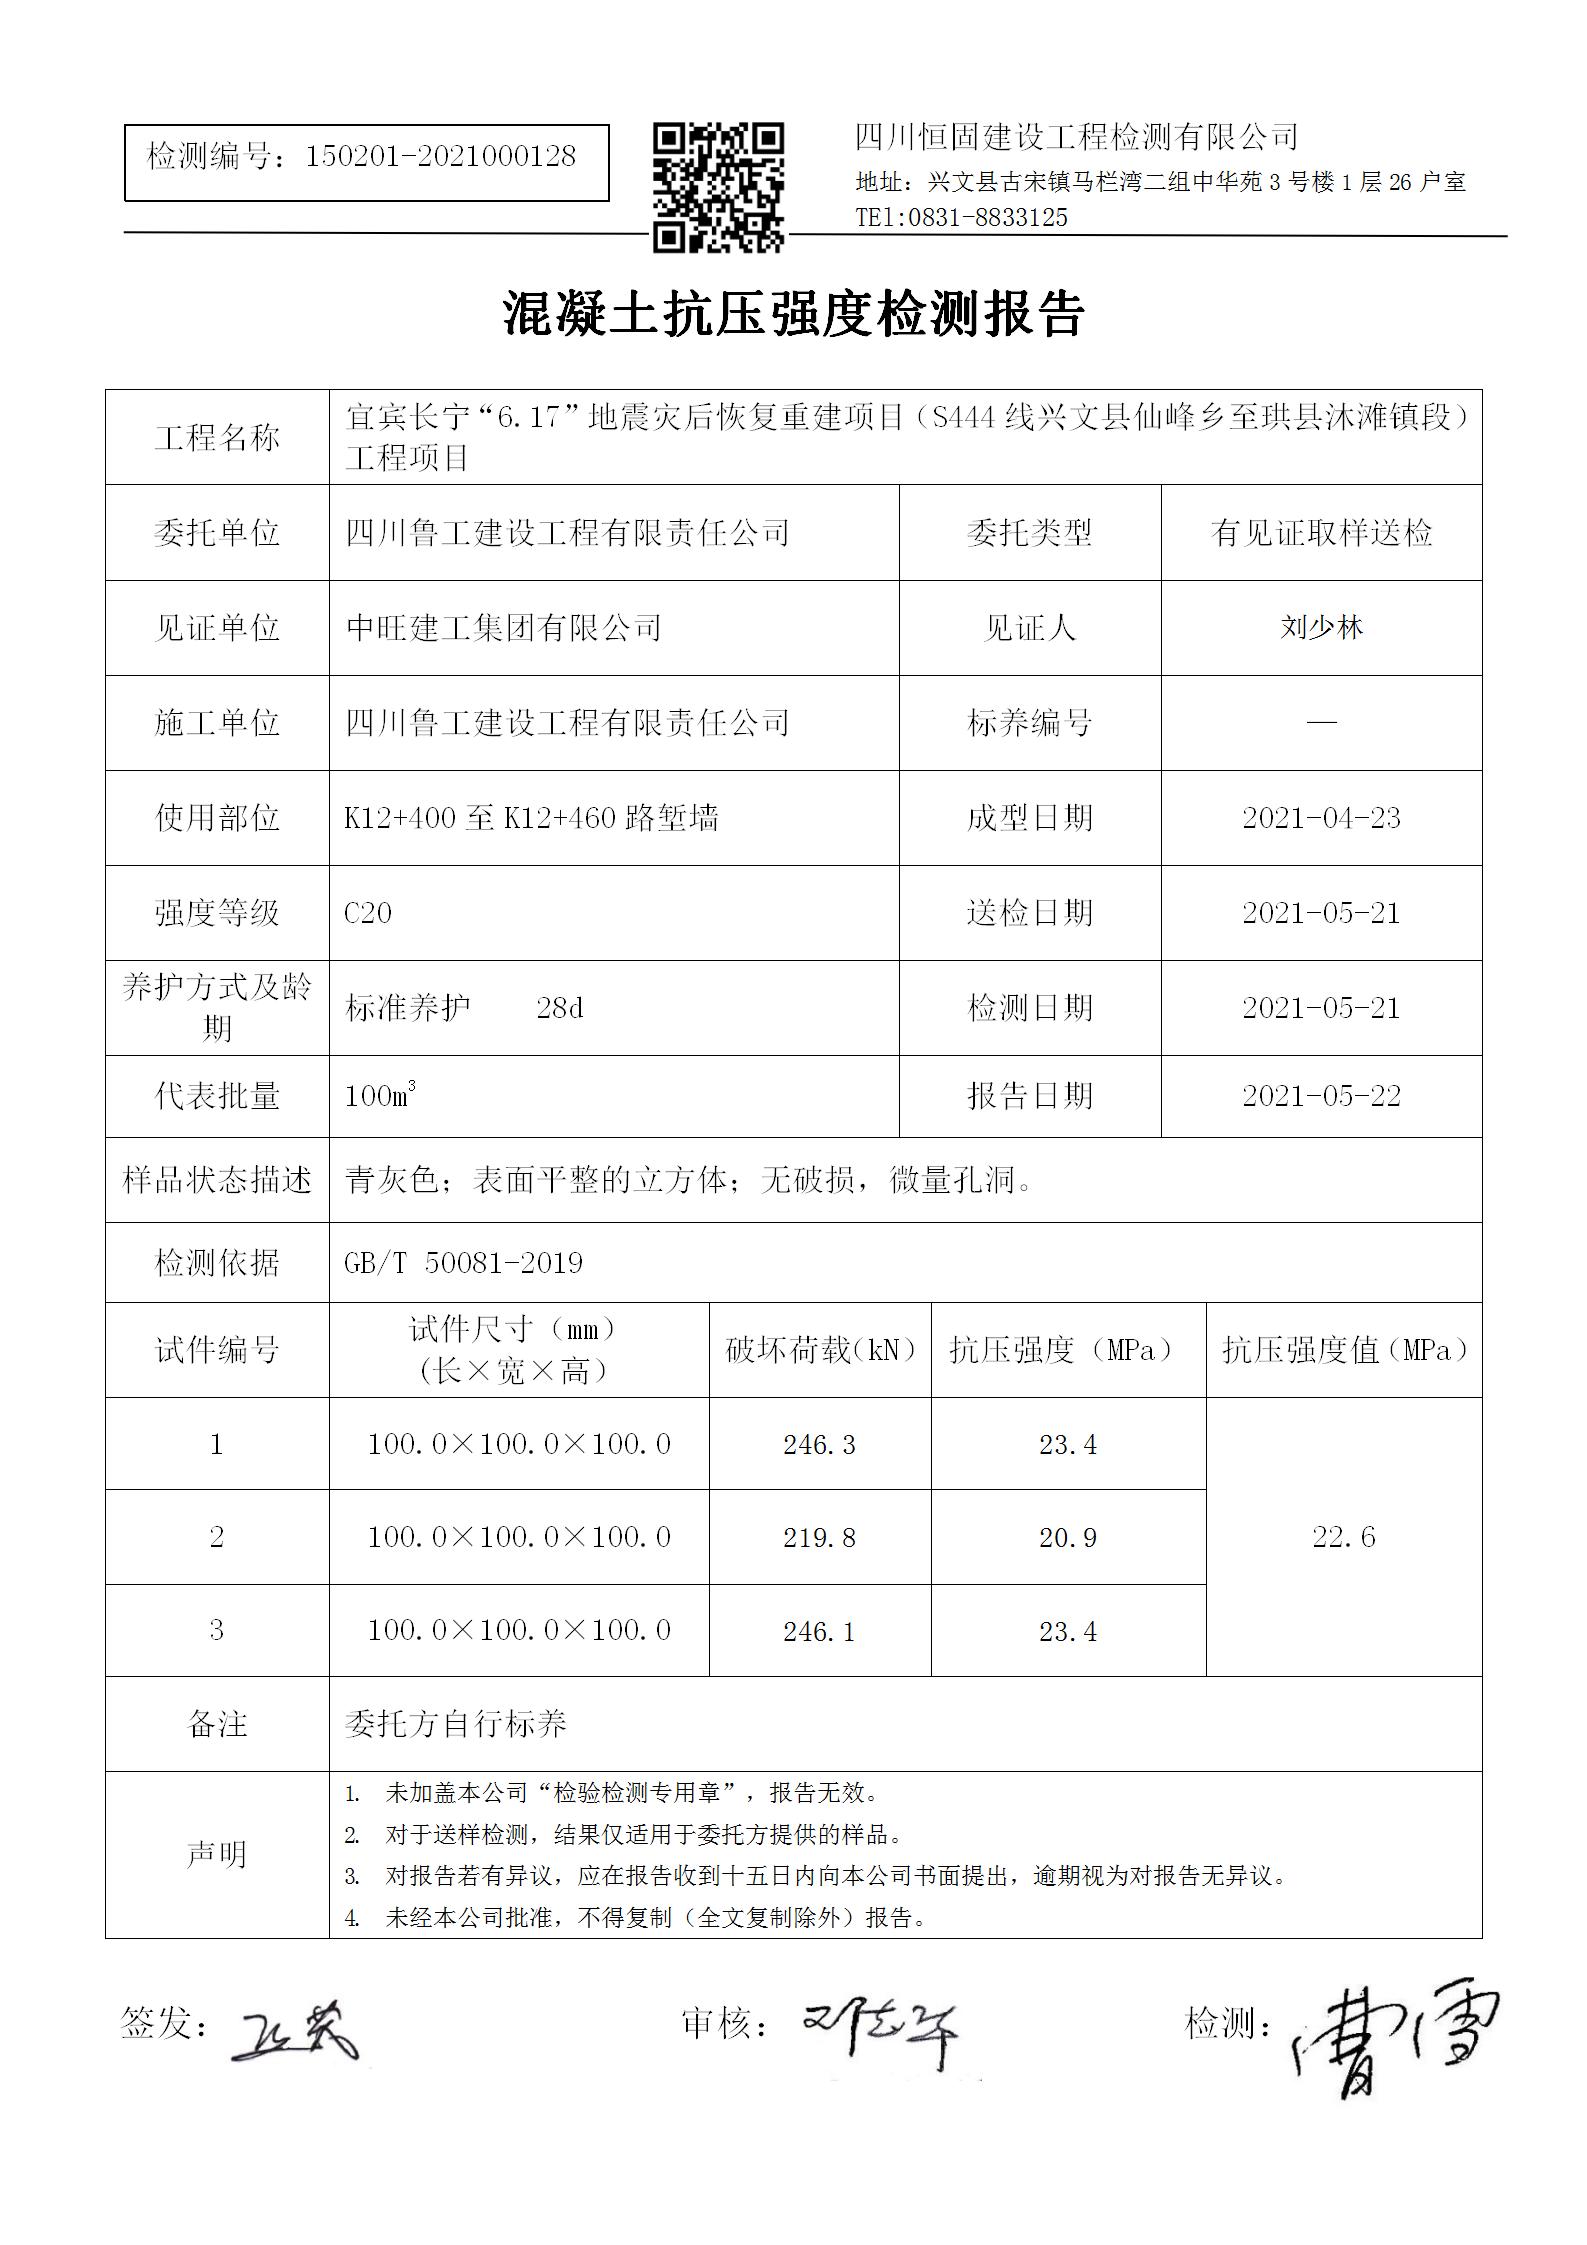 检测编号：150201-2021000128
四川恒固建设工程检测有限公司
地址：兴文县古宋镇马栏湾二组中华苑3号楼1层26户室
TEl:0831-8833125
混凝土抗压强度检测报告
工程名称
宜宾长宁“6.17”地震灾后恢复重建项目（S444线兴文县仙峰乡至珙县沐滩镇段）
工程项目
委托单位 四川鲁工建设工程有限责任公司 委托类型 有见证取样送检
见证单位 中旺建工集团有限公司 见证人 刘少林
施工单位 四川鲁工建设工程有限责任公司 标养编号 —
使用部位 K12+400至K12+460路堑墙 成型日期 2021-04-23
强度等级 C20 送检日期 2021-05-21
养护方式及龄
期
标准养护 28d 检测日期 2021-05-21
代表批量 100m³ 报告日期 2021-05-22
样品状态描述 青灰色；表面平整的立方体；无破损，微量孔洞。
检测依据 GB/T 50081-2019
试件编号
试件尺寸（mm）
(长×宽×高）
破坏荷载(kN） 抗压强度（MPa） 抗压强度值(MPa）
1 100.0×100.0×100.0 246.3 23.4
2 100.0×100.0×100.0 219.8 20.9 22.6
3 100.0×100.0×100.0 246.1 23.4
备注 委托方自行标养
声明
1. 未加盖本公司“检验检测专用章”，报告无效。
2. 对于送样检测，结果仅适用于委托方提供的样品。
3. 对报告若有异议，应在报告收到十五日内向本公司书面提出，逾期视为对报告无异议。
4. 未经本公司批准，不得复制（全文复制除外）报告。
签发： 审核： 检测：曹雪